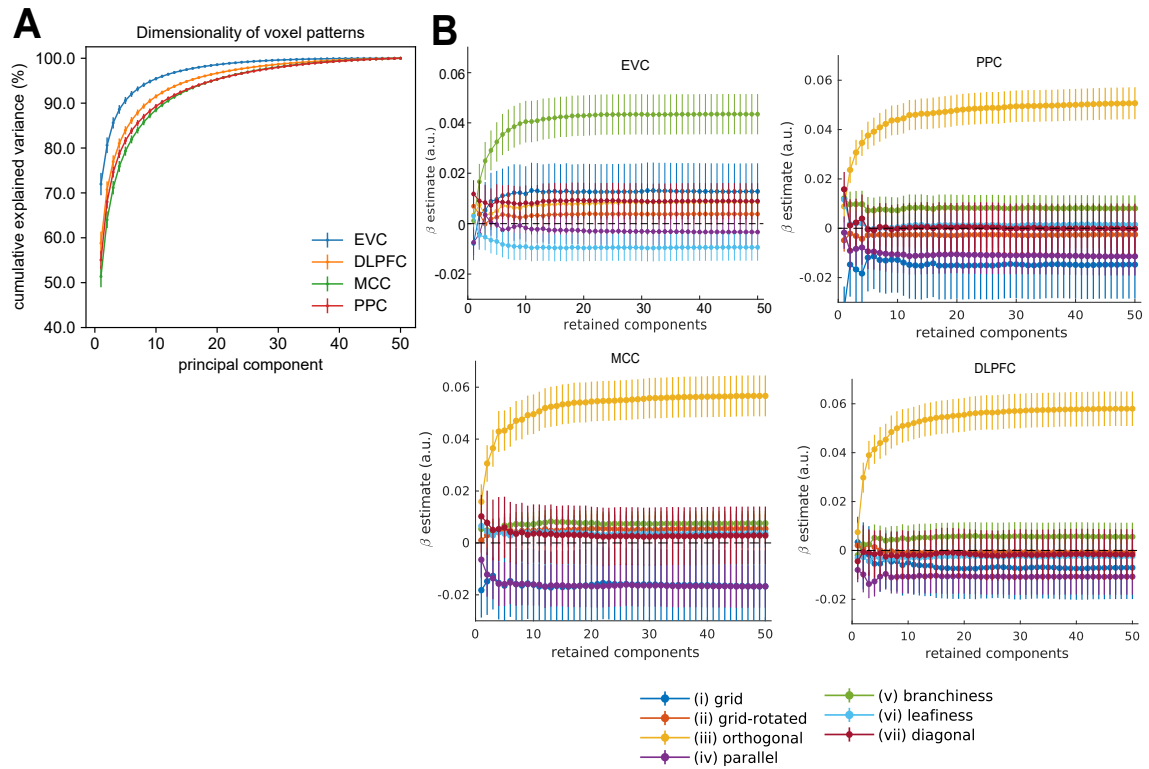 A
Dimensionality of voxel patterns
cumulative explained variance (%)
100.0
90.0
80.0
70.0
60.0
50.0
40.0
EVC
DLPFC
MCC
PPC
0 10 20 30 40 50
principal component
B
EVC
β estimate (a.u.)
0.06
0.04
0.02
0
-0.02
0 10 20 30 40 50
retained components
PPC
β estimate (a.u.)
0.06
0.04
0.02
0
-0.02
0 10 20 30 40 50
retained components
MCC
β estimate (a.u.)
0.06
0.04
0.02
0
-0.02
0 10 20 30 40 50
retained components
DLPFC
β estimate (a.u.)
0.06
0.04
0.02
0
-0.02
0 10 20 30 40 50
retained components
(i) grid
(ii) grid-rotated
(iii) orthogonal
(iv) parallel
(v) branchiness
(vi) leafiness
(vii) diagonal